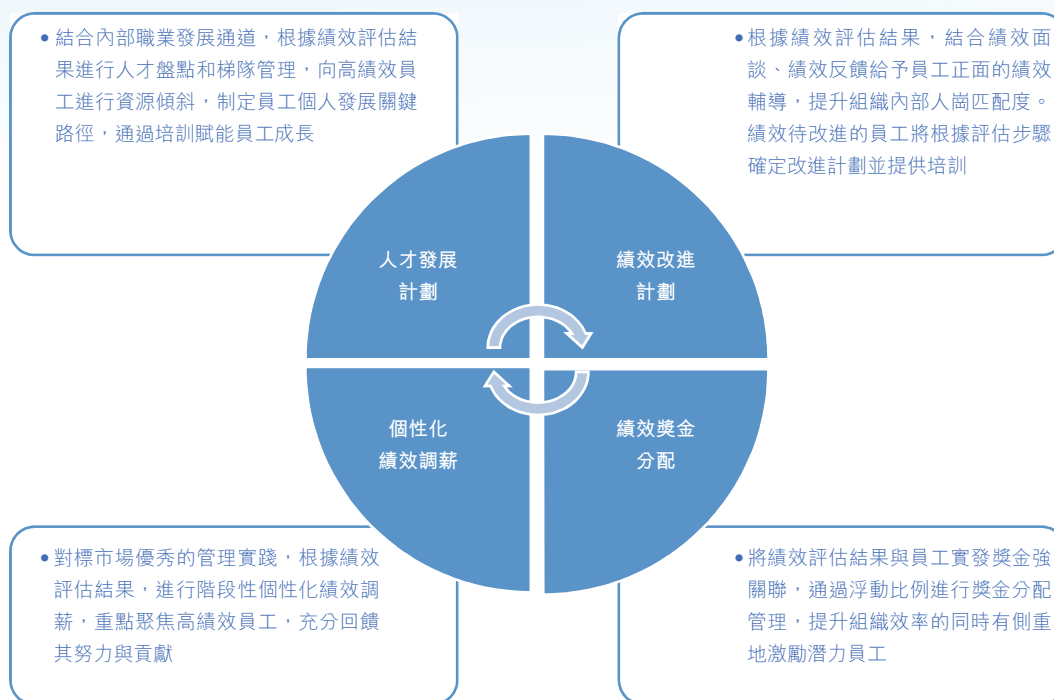 • 結合內部職業發展通道，根據績效評估結
果進行人才盤點和梯隊管理，向高績效員
工進行資源傾斜，制定員工個人發展關鍵
路徑，通過培訓賦能員工成長
• 根據績效評估結果，結合績效面
談、績效反饋給予員工正面的績效
輔導，提升組織內部人崗匹配度。
績效待改進的員工將根據評估步驟
確定改進計劃並提供培訓
人才發展
計劃
績效改進
計劃
個性化
績效調薪
績效獎金
分配
• 對標市場優秀的管理實踐，根據績效
評估結果，進行階段性個性化績效調
薪，重點聚焦高績效員工，充分回饋
其努力與貢獻
• 將績效評估結果與員工實發獎金強
關聯，通過浮動比例進行獎金分配
管理，提升組織效率的同時有側重
地激勵潛力員工